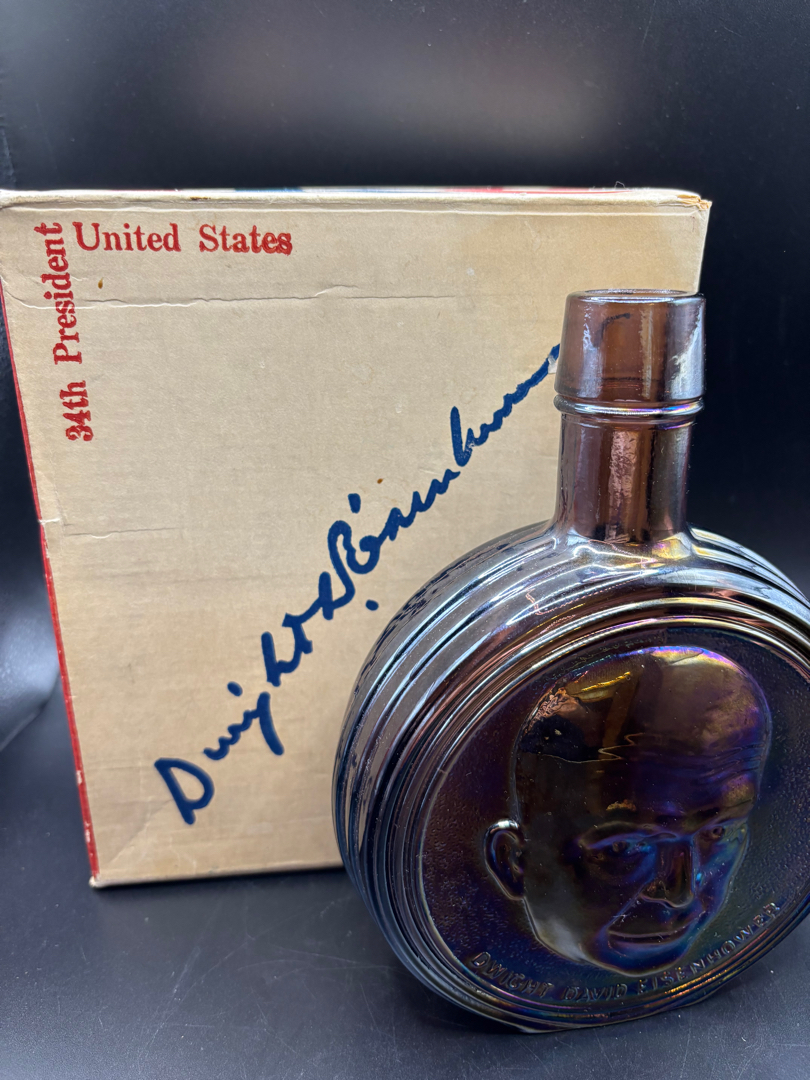 United States
34th President
Dwight D Eisenhower
DWIGHT DAVID EISENHOWER